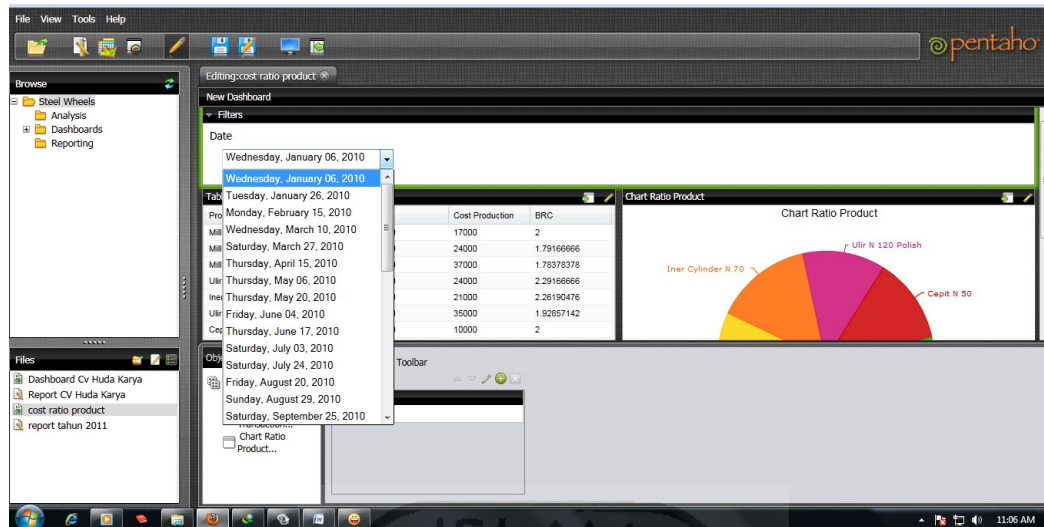 File View Tools Help
pentaho
Browse
Steel Wheels
Analysis
Dashboards
Reporting
Files
Dashboard Cv Huda Karya
Report CV Huda Karya
cost ratio product
report tahun 2011
Editing:cost ratio product
New Dashboard
Filters
Date
Wednesday, January 06, 2010
Wednesday, January 06, 2010
Tuesday, January 26, 2010
Monday, February 15, 2010
Wednesday, March 10, 2010
Saturday, March 27, 2010
Thursday, April 15, 2010
Thursday, May 06, 2010
Thursday, May 20, 2010
Friday, June 04, 2010
Thursday, June 17, 2010
Saturday, July 03, 2010
Saturday, July 24, 2010
Friday, August 20, 2010
Sunday, August 29, 2010
Saturday, September 25, 2010
Cost Production BRC
17000 2
24000 1.79166666
37000 1.78378378
24000 2.29166666
21000 2.26190476
35000 1.92857142
10000 2
Chart Ratio Product
Chart Ratio Product
Ulir N 120 Polish
Iner Cylinder N 70
Cepit N 50
Toolbar
Chart Ratio
Product...
11:06 AM